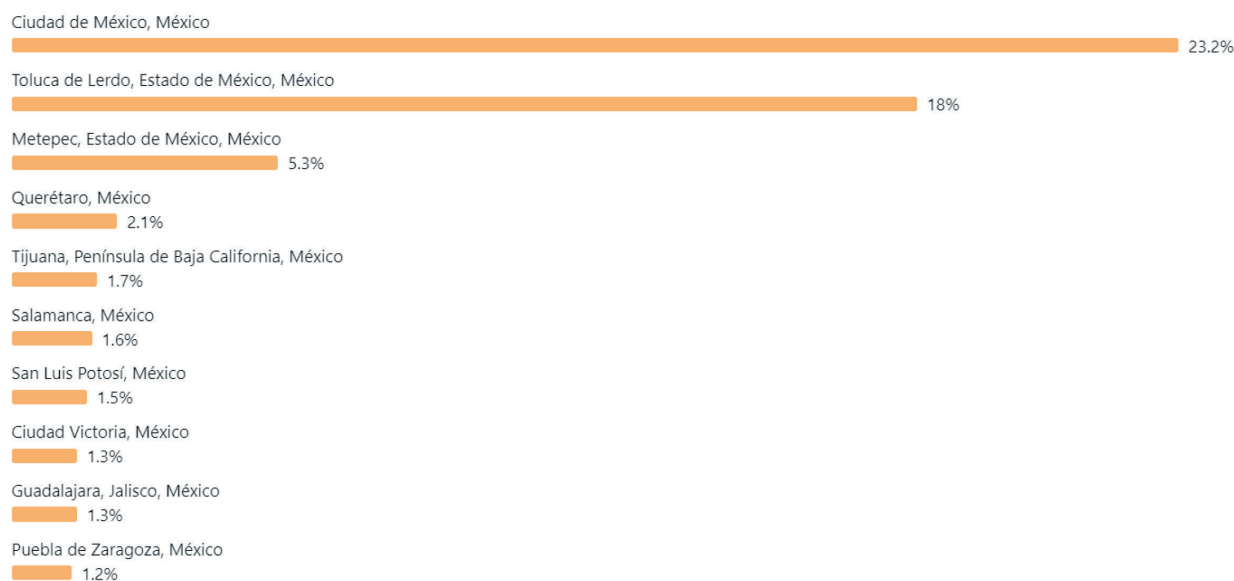 Ciudad de México, México
23.2%
Toluca de Lerdo, Estado de México, México
18%
Metepec, Estado de México, México
5.3%
Querétaro, México
2.1%
Tijuana, Península de Baja California, México
1.7%
Salamanca, México
1.6%
San Luis Potosí, México
1.5%
Ciudad Victoria, México
1.3%
Guadalajara, Jalisco, México
1.3%
Puebla de Zaragoza, México
1.2%